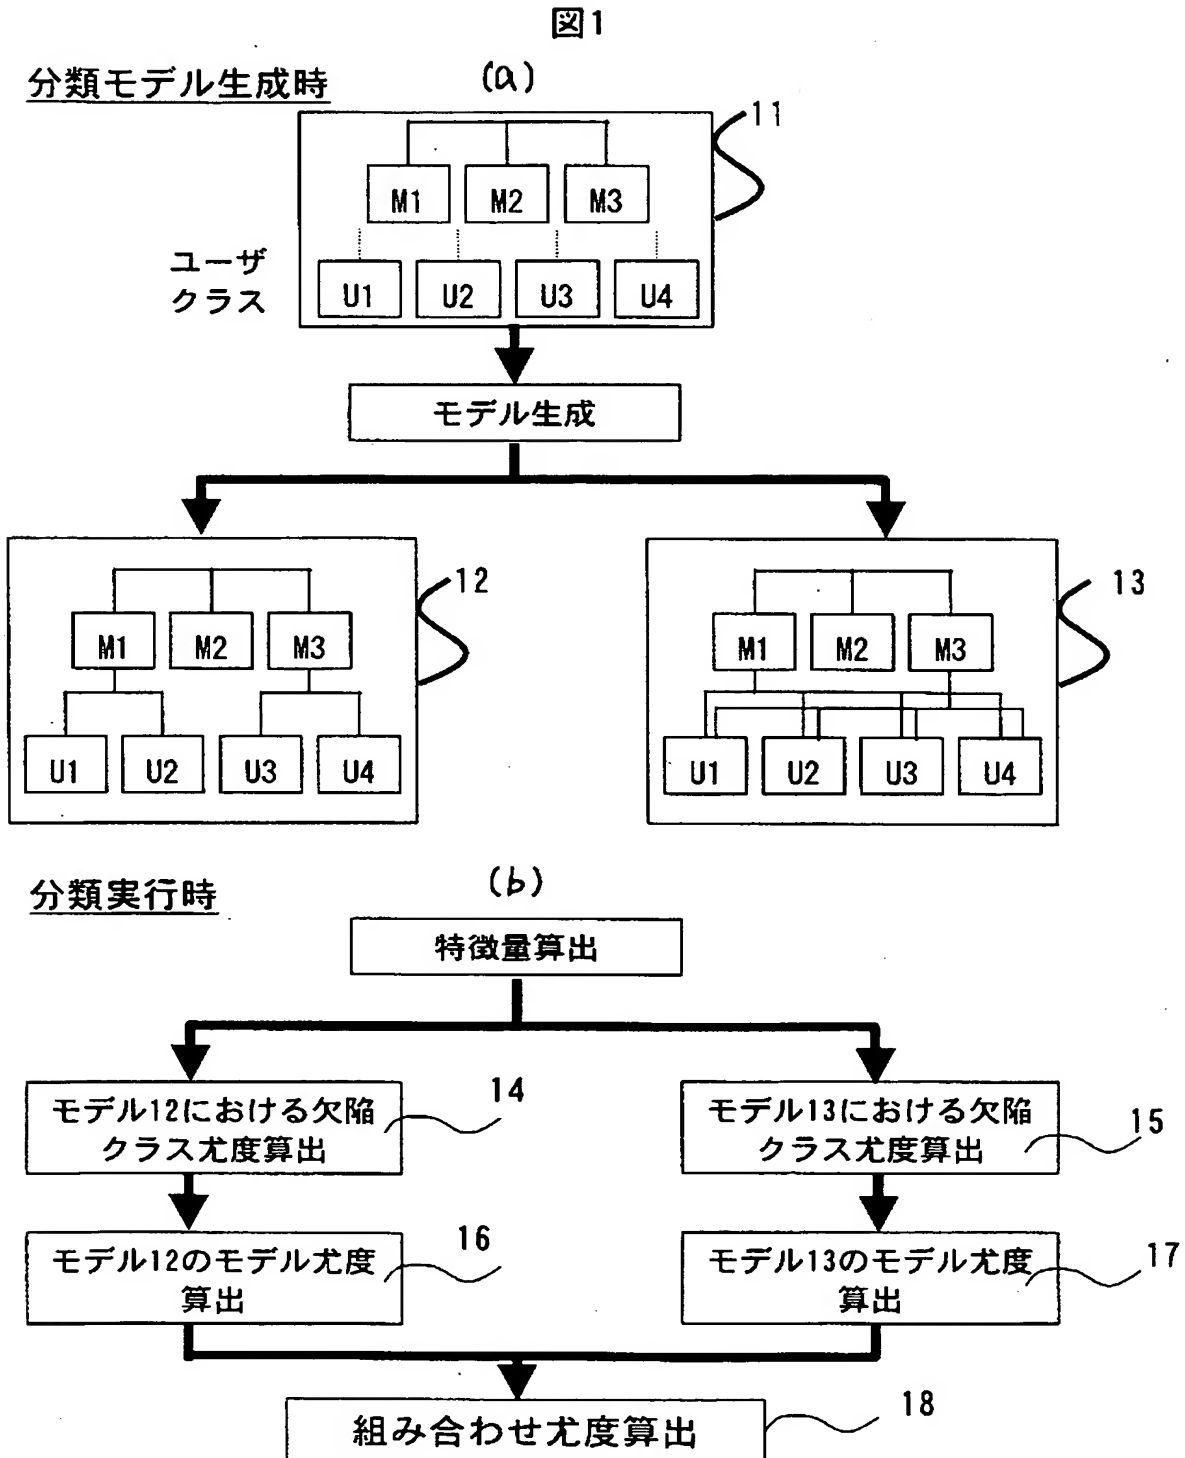 図1
分類モデル生成時
(a)
11
M1 M2 M3
ユーザ
クラス
U1 U2 U3 U4
モデル生成
12
M1 M2 M3
U1 U2 U3 U4
13
M1 M2 M3
U1 U2 U3 U4
分類実行時
(b)
特徴量算出
モデル12における欠陥
クラス尤度算出
14
モデル13における欠陥
クラス尤度算出
15
モデル12のモデル尤度
算出
16
モデル13のモデル尤度
算出
17
組み合わせ尤度算出
18